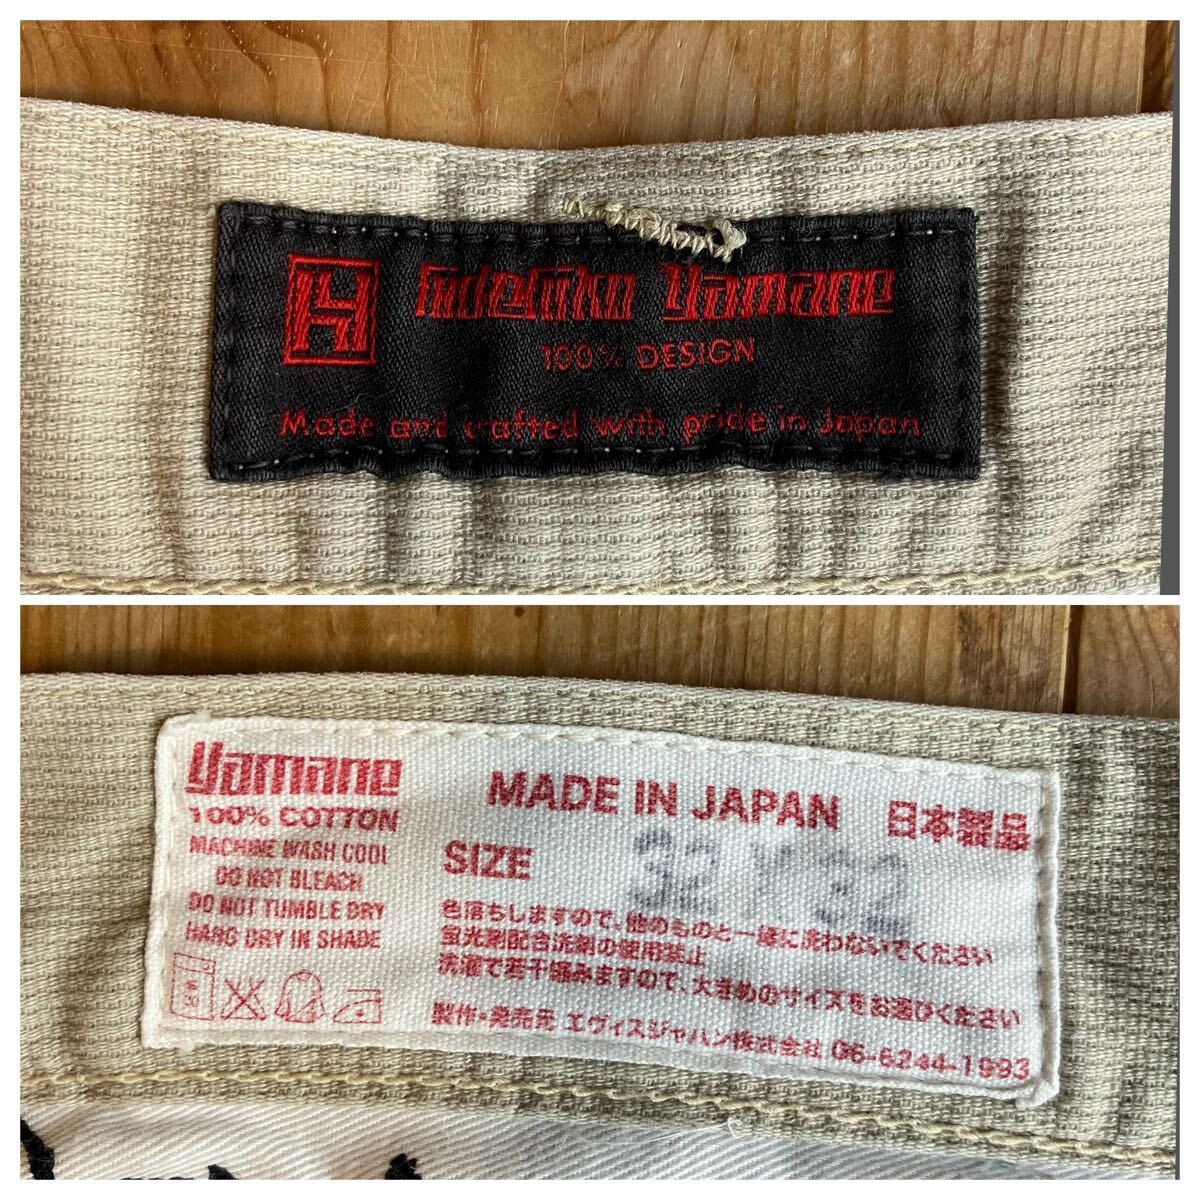 Hidehiko Yamane
100% DESIGN
Made and crafted with pride in Japan
yamane
100% COTTON
MACHINE WASH COOL
DO NOT BLEACH
DO NOT TUMBLE DRY
HANG DRY IN SHADE
MADE IN JAPAN 日本製品
SIZE 32 X 32
色落ちしますので、他のものと一緒に洗わないでください
蛍光剤配合洗剤の使用禁止
洗濯で若干縮みますので、大きめのサイズをお選びください
製作・発売元 エヴィスジャパン株式会社 06-6244-1993